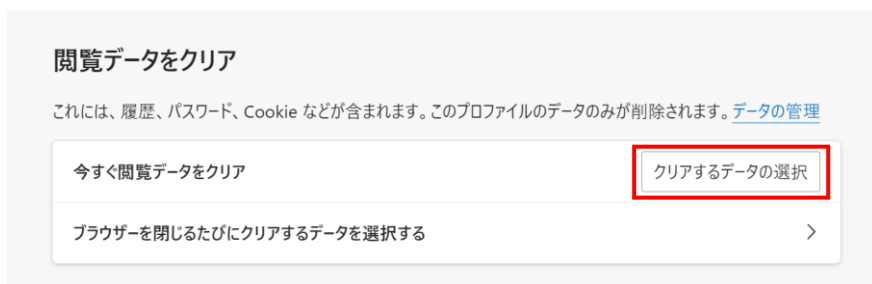 閲覧データをクリア
これには、履歴、パスワード、Cookie などが含まれます。このプロファイルのデータのみが削除されます。データの管理
今すぐ閲覧データをクリア
クリアするデータの選択
ブラウザーを閉じるたびにクリアするデータを選択する